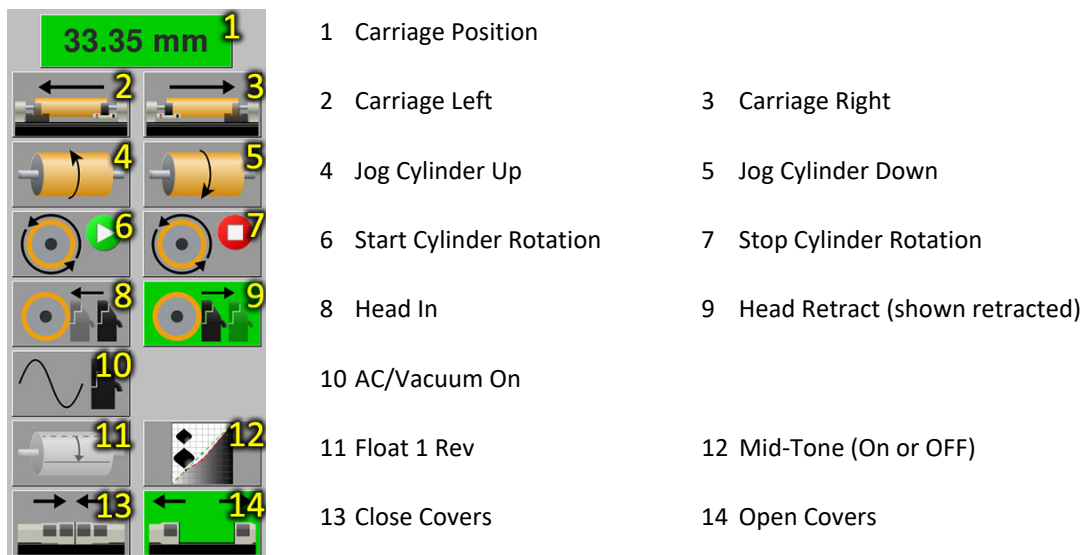 33.35 mm 1
1 Carriage Position
2 3
2 Carriage Left 3 Carriage Right
4 5
4 Jog Cylinder Up 5 Jog Cylinder Down
6 7
6 Start Cylinder Rotation 7 Stop Cylinder Rotation
8 9
8 Head In 9 Head Retract (shown retracted)
10
10 AC/Vacuum On
11 12
11 Float 1 Rev 12 Mid-Tone (On or OFF)
13 14
13 Close Covers 14 Open Covers